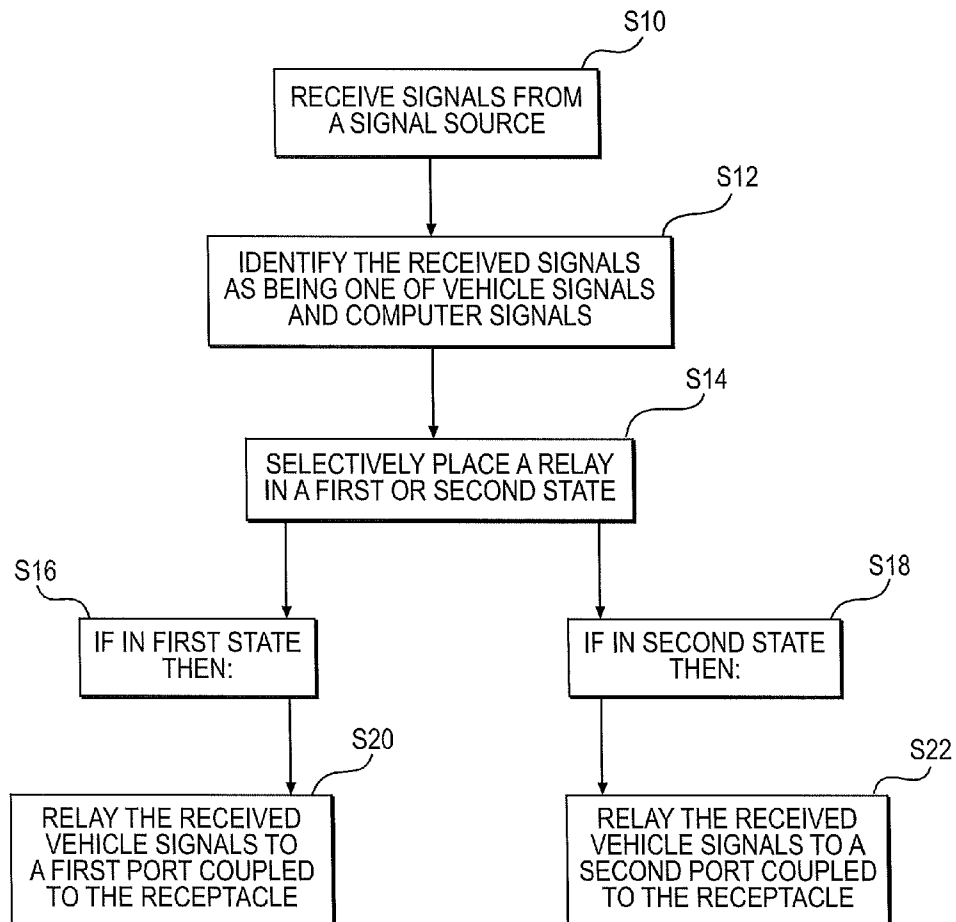 S10
RECEIVE SIGNALS FROM
A SIGNAL SOURCE
S12
IDENTIFY THE RECEIVED SIGNALS
AS BEING ONE OF VEHICLE SIGNALS
AND COMPUTER SIGNALS
S14
SELECTIVELY PLACE A RELAY
IN A FIRST OR SECOND STATE
S16
IF IN FIRST STATE
THEN:
S18
IF IN SECOND STATE
THEN:
S20
RELAY THE RECEIVED
VEHICLE SIGNALS TO
A FIRST PORT COUPLED
TO THE RECEPTACLE
S22
RELAY THE RECEIVED
VEHICLE SIGNALS TO A
SECOND PORT COUPLED
TO THE RECEPTACLE